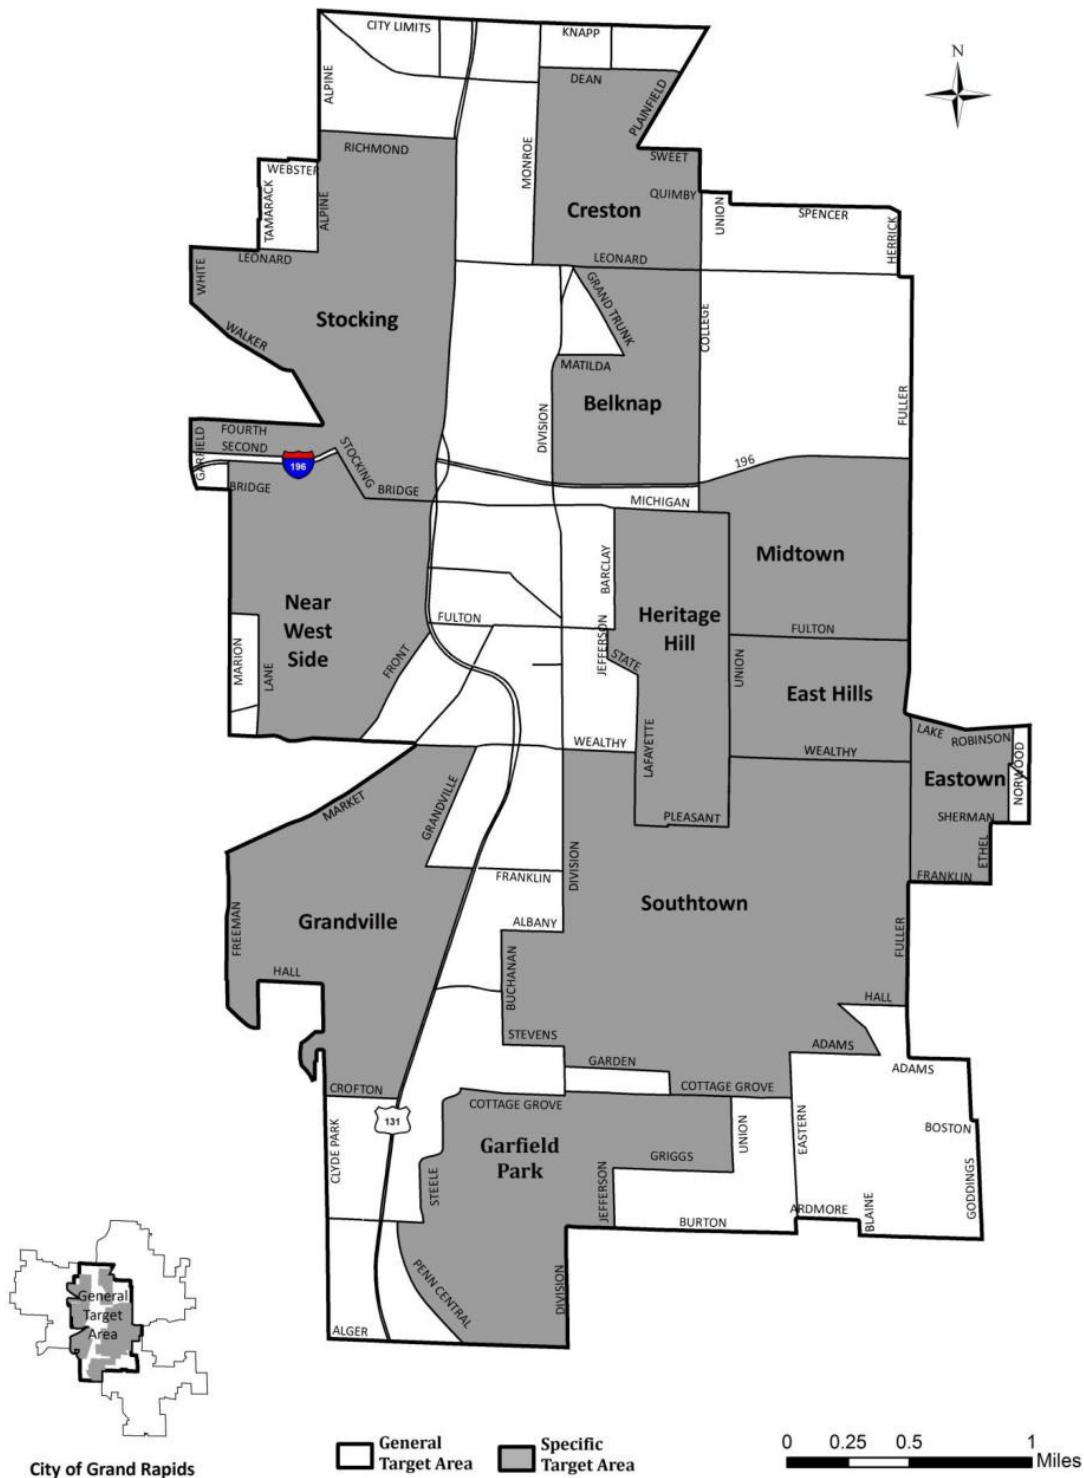 CITY LIMITS
KNAPP
N
ALPINE
DEAN
PLAINFIELD
RICHMOND
MONROE
SWEET
WEBSTER
TAMARACK
ALPINE
QUIMBY
Creston
UNION
SPENCER
HERRICK
LEONARD
LEONARD
WHITE
GRAND TRUNK
Stocking
COLLEGE
WALKER
MATILDA
Belknap
DIVISION
FULLER
GARFIELD
FOURTH
SECOND
STOCKING
196
196
BRIDGE
BRIDGE
MICHIGAN
Midtown
BARCLAY
Near
West
Side
Heritage
Hill
FULTON
FULTON
JEFFERSON
STATE
MARION
LANE
FRONT
UNION
East Hills
LAFAYETTE
WEALTHY
WEALTHY
LAKE
ROBINSON
NORWOOD
Eastown
MARKET
GRANDVILLE
PLEASANT
SHERMAN
ETHEL
DIVISION
FRANKLIN
FRANKLIN
Southtown
Grandville
ALBANY
FREEMAN
FULLER
HALL
BUCHANAN
HALL
STEVENS
ADAMS
GARDEN
ADAMS
CROFTON
COTTAGE GROVE
COTTAGE GROVE
131
CLYDE PARK
UNION
EASTERN
BOSTON
Garfield
Park
GRIGGS
STEELE
JEFFERSON
GODDINGS
BURTON
ARDMORE
BLAINE
PENN CENTRAL
DIVISION
ALGER
General
Target
Area
City of Grand Rapids
General
Target Area
Specific
Target Area
0 0.25 0.5 1
Miles